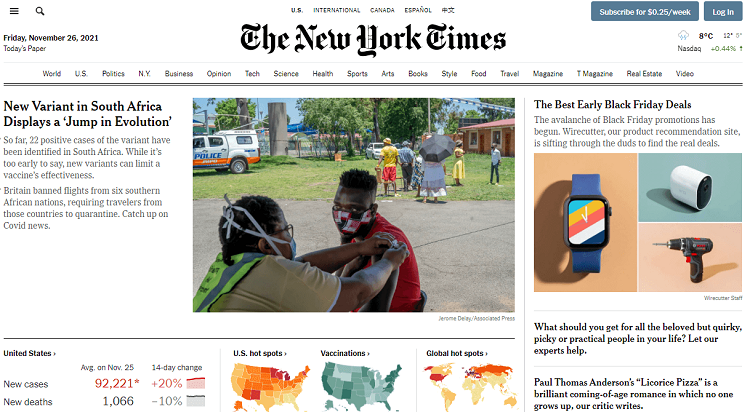 U.S. INTERNATIONAL CANADA ESPAÑOL 中文
Subscribe for $0.25/week Log In
Friday, November 26, 2021
Today's Paper
The New York Times
8°C 12° 5°
Nasdaq +0.44% ↑
World U.S. Politics N.Y. Business Opinion Tech Science Health Sports Arts Books Style Food Travel Magazine T Magazine Real Estate Video
New Variant in South Africa
Displays a ‘Jump in Evolution’
So far, 22 positive cases of the variant have
been identified in South Africa. While it’s
too early to say, new variants can limit a
vaccine’s effectiveness.
Britain banned flights from six southern
African nations, requiring travelers from
those countries to quarantine. Catch up on
Covid news.
POLICE
Jerome Delay/Associated Press
The Best Early Black Friday Deals
The avalanche of Black Friday promotions has
begun. Wirecutter, our product recommendation site,
is sifting through the duds to find the real deals.
Wirecutter Staff
What should you get for all the beloved but quirky,
picky or practical people in your life? Let our
experts help.
Paul Thomas Anderson’s “Licorice Pizza” is a
brilliant coming-of-age romance in which no one
grows up, our critic writes.
United States ›
Avg. on Nov. 25 14-day change
New cases 92,221* +20%
New deaths 1,066 –10%
U.S. hot spots ›
Vaccinations ›
Global hot spots ›